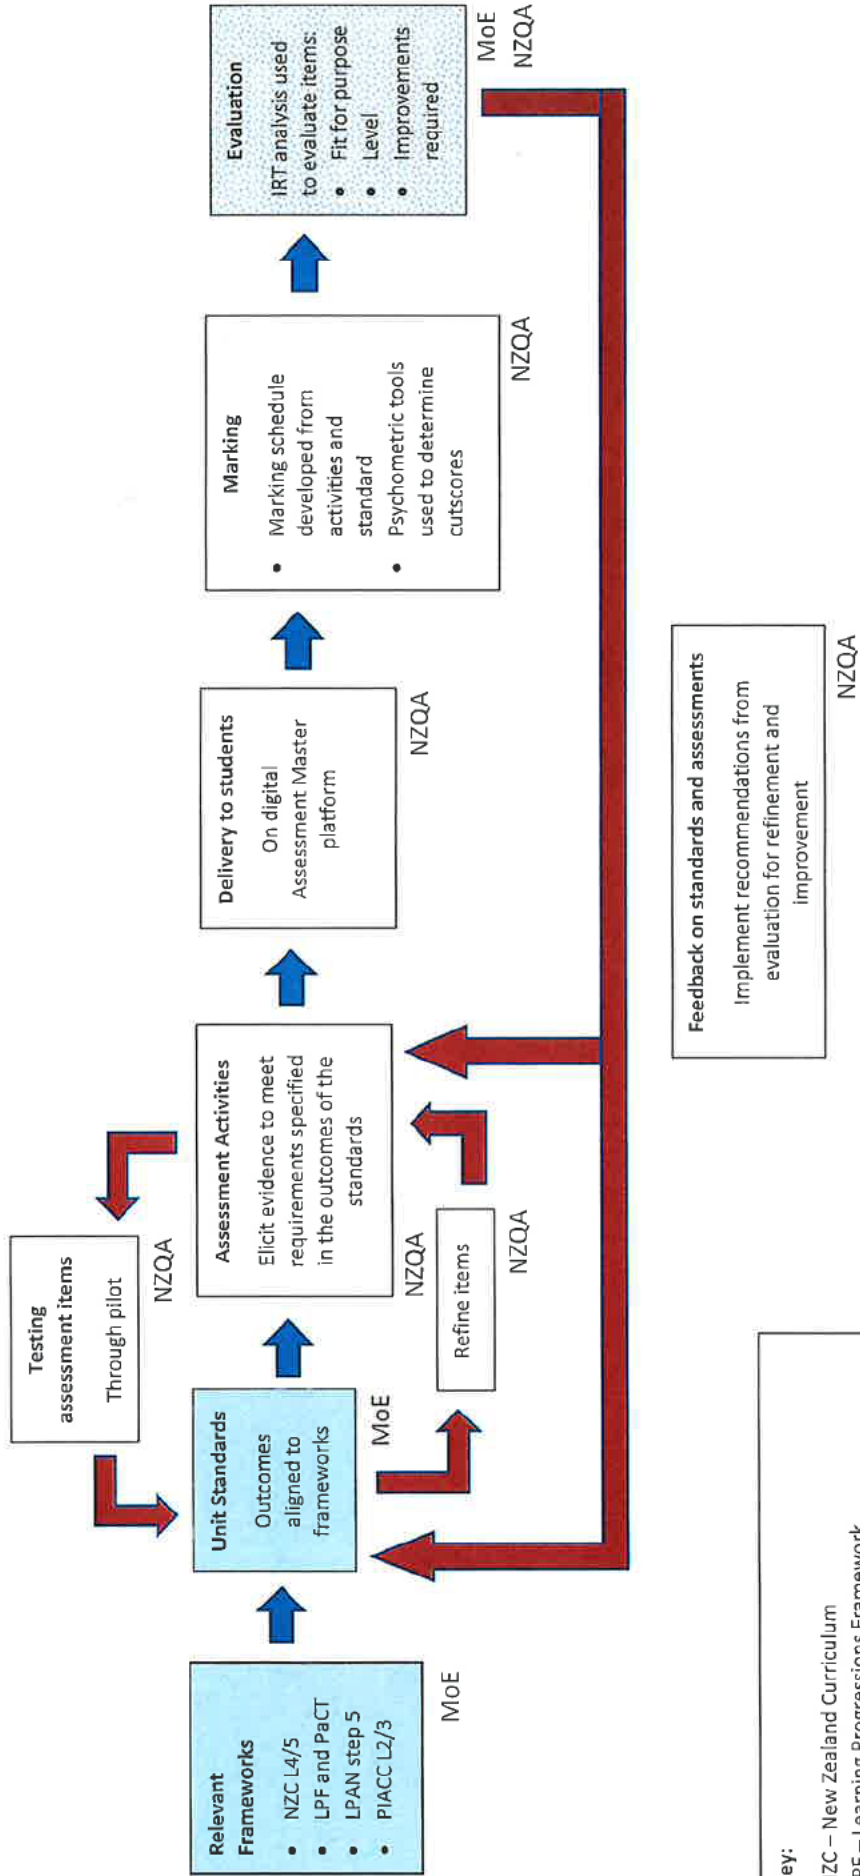 Relevant
Frameworks
• NZC L4/5
• LPF and PaCT
• LPAN step 5
• PIACC L2/3
MoE
Unit Standards
Outcomes
aligned to
frameworks
MoE
Testing
assessment items
Through pilot
NZQA
Refine items
NZQA
Assessment Activities
Elicit evidence to meet
requirements specified
in the outcomes of the
standards
NZQA
Delivery to students
On digital
Assessment Master
platform
NZQA
Marking
• Marking schedule
developed from
activities and
standard
• Psychometric tools
used to determine
cutscores
NZQA
Evaluation
IRT analysis used
to evaluate items:
• Fit for purpose
• Level
• Improvements
required
MoE
NZQA
Feedback on standards and assessments
Implement recommendations from
evaluation for refinement and
improvement
NZQA
ey:
ZC – New Zealand Curriculum
PF – Learning Progressions Framework